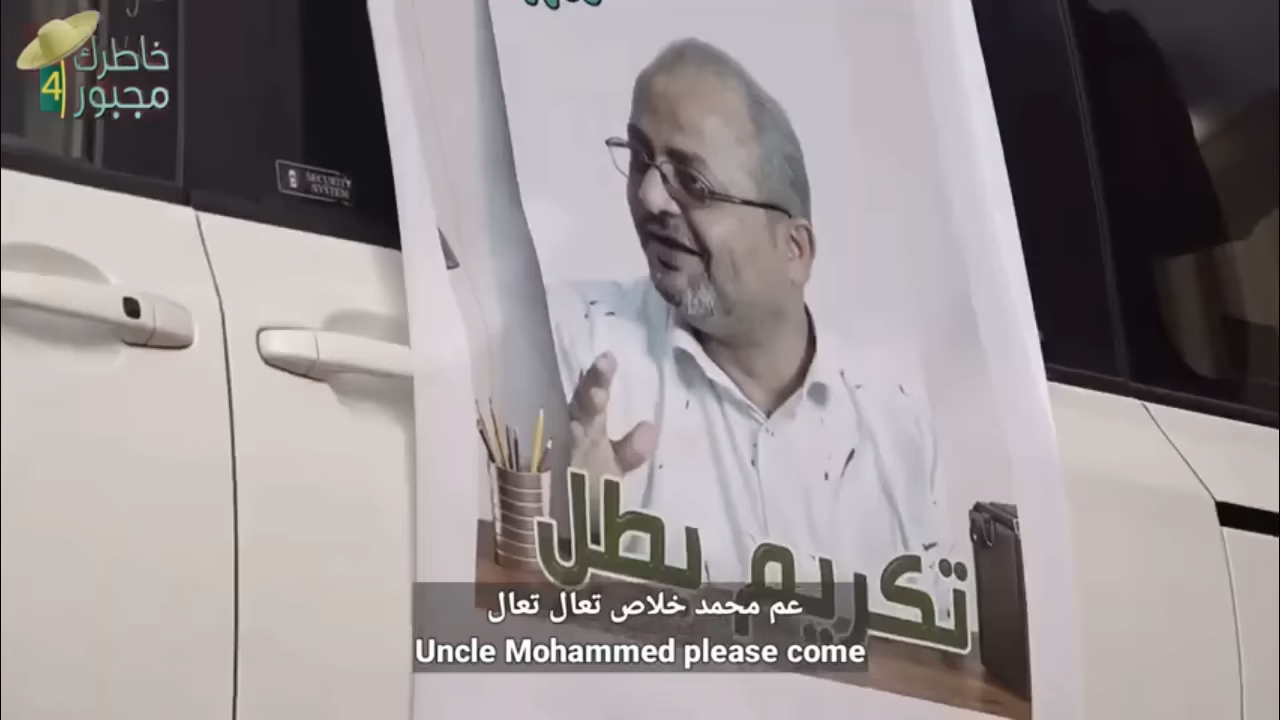 خاطرك
مجبور
4
SECURITY
SYSTEM
تكريم بطل
عم محمد خلاص تعال تعال
Uncle Mohammed please come